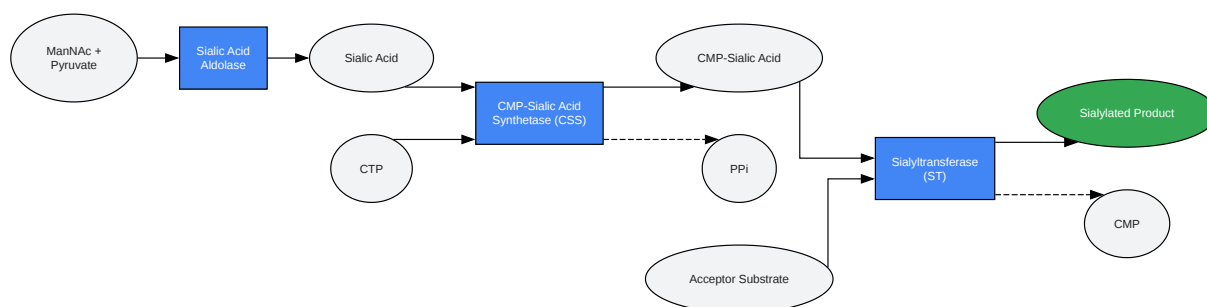 ManNAc +
Pyruvate
Sialic Acid
Aldolase
Sialic Acid
CMP-Sialic Acid
CMP-Sialic Acid
Synthetase (CSS)
CTP
PPi
Sialylated Product
Sialyltransferase
(ST)
CMP
Acceptor Substrate